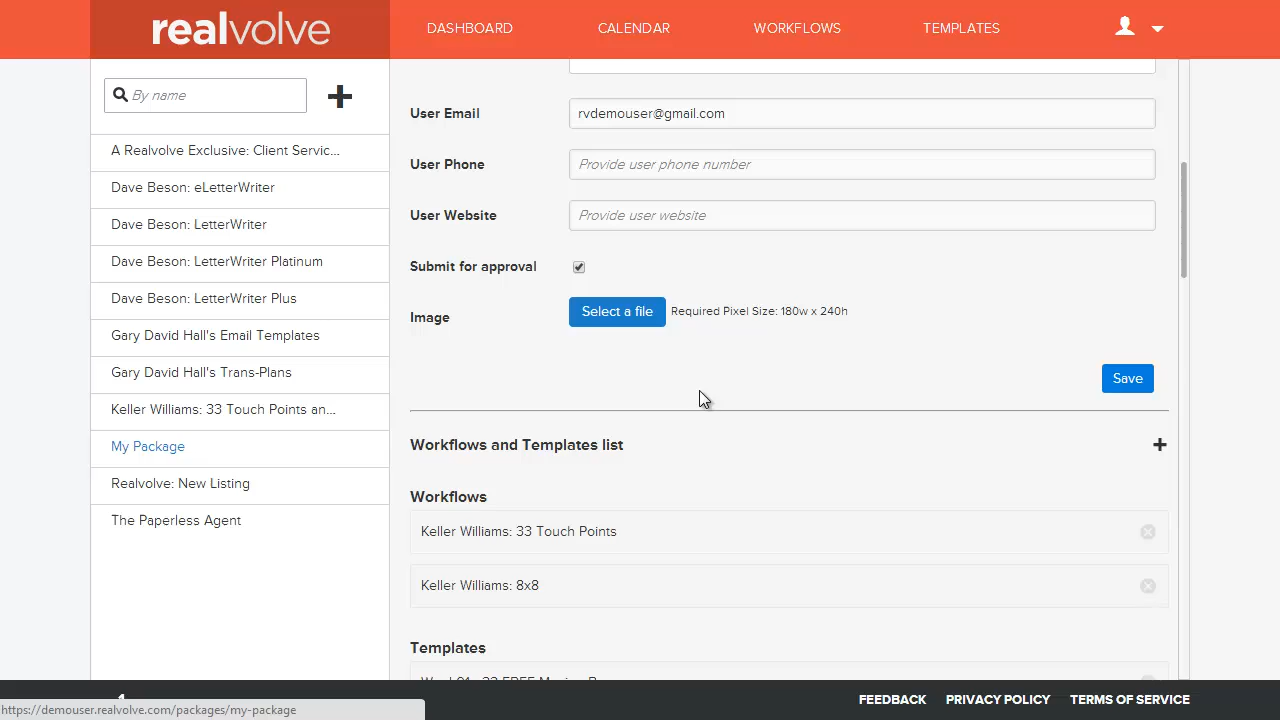 realvolve
DASHBOARD
CALENDAR
WORKFLOWS
TEMPLATES
By name
A Realvolve Exclusive: Client Servic...
Dave Beson: eLetterWriter
Dave Beson: LetterWriter
Dave Beson: LetterWriter Platinum
Dave Beson: LetterWriter Plus
Gary David Hall's Email Templates
Gary David Hall's Trans-Plans
Keller Williams: 33 Touch Points an...
My Package
Realvolve: New Listing
The Paperless Agent
User Email
rvdemouser@gmail.com
User Phone
Provide user phone number
User Website
Provide user website
Submit for approval
Image
Select a file
Required Pixel Size: 180w x 240h
Save
Workflows and Templates list
Workflows
Keller Williams: 33 Touch Points
Keller Williams: 8x8
Templates
FEEDBACK
PRIVACY POLICY
TERMS OF SERVICE
https://demouser.realvolve.com/packages/my-package